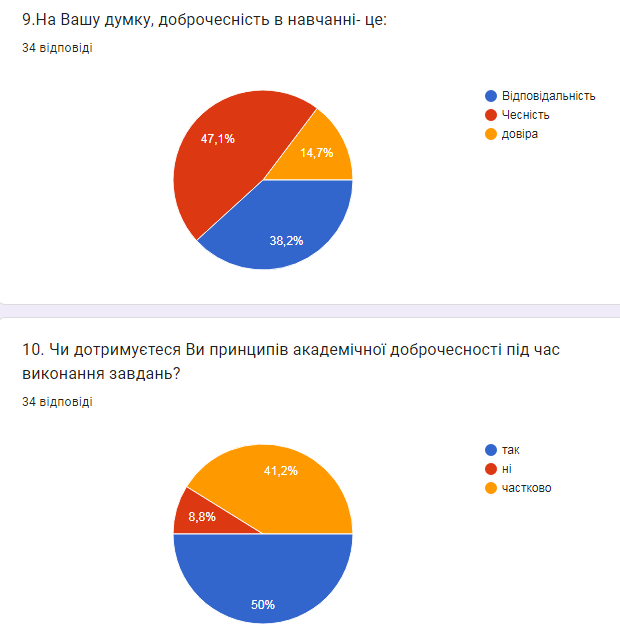 9.На Вашу думку, доброчесність в навчанні- це:
34 відповіді
Відповідальність
Чесність
довіра
47,1%
14,7%
38,2%
10. Чи дотримуєтеся Ви принципів академічної доброчесності під час
виконання завдань?
34 відповіді
так
ні
частково
41,2%
8,8%
50%